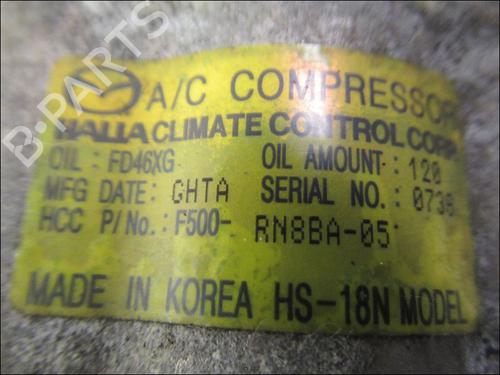 A/C COMPRESSOR
HALLA CLIMATE CONTROL CORP
OIL : FD46XG OIL AMOUNT : 120
MFG DATE: GHTA SERIAL NO.: 0736
HCC P/No.: F500- RN8BA-05
MADE IN KOREA HS-18N MODEL
B-PARTS